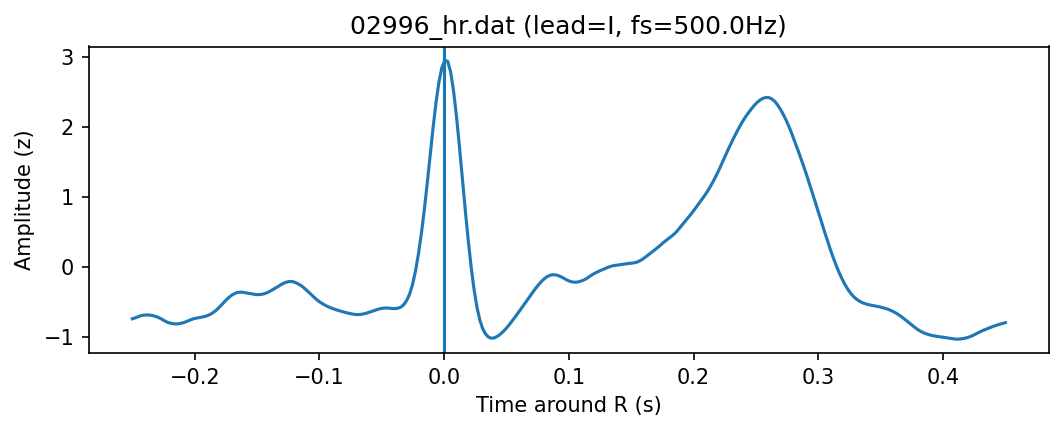 02996_hr.dat (lead=I, fs=500.0Hz)
3
2
1
0
−1
Amplitude (z)
−0.2 −0.1 0.0 0.1 0.2 0.3 0.4
Time around R (s)